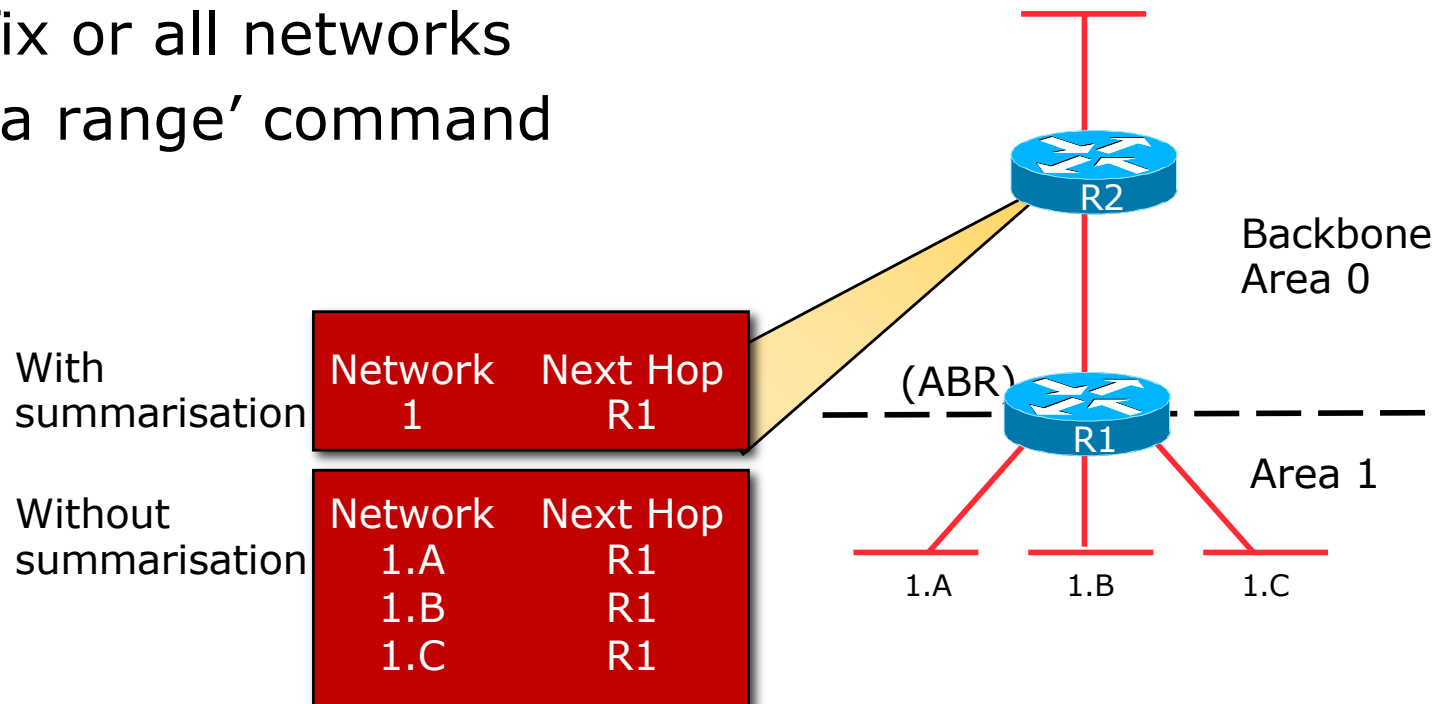 ix or all networks
a range’ command
R2
Backbone
Area 0
With
summarisation
Network Next Hop
1 R1
(ABR)
R1
Area 1
Without
summarisation
Network Next Hop
1.A R1
1.B R1
1.C R1
1.A 1.B 1.C